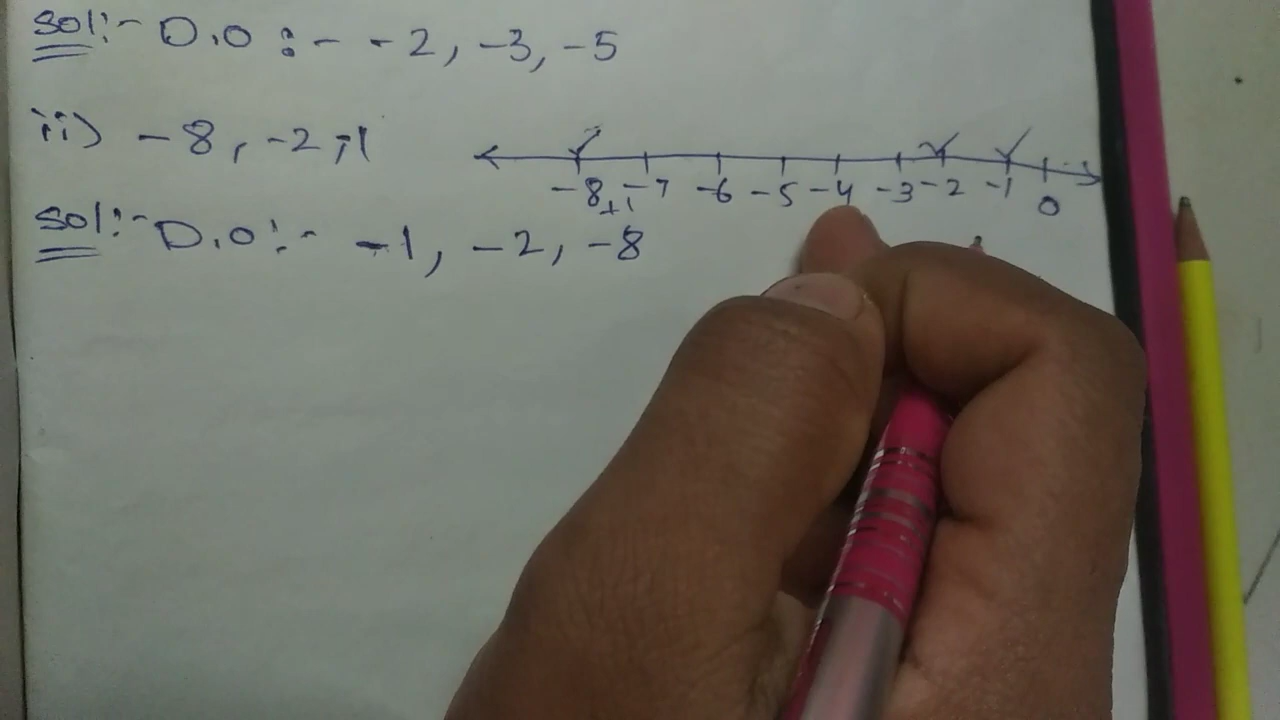 Sol:- D.O :- -2, -3, -5
ii) -8, -2, -1
-8 -7 -6 -5 -4 -3 -2 -1 0
+1
Sol:- D.O :- -1, -2, -8